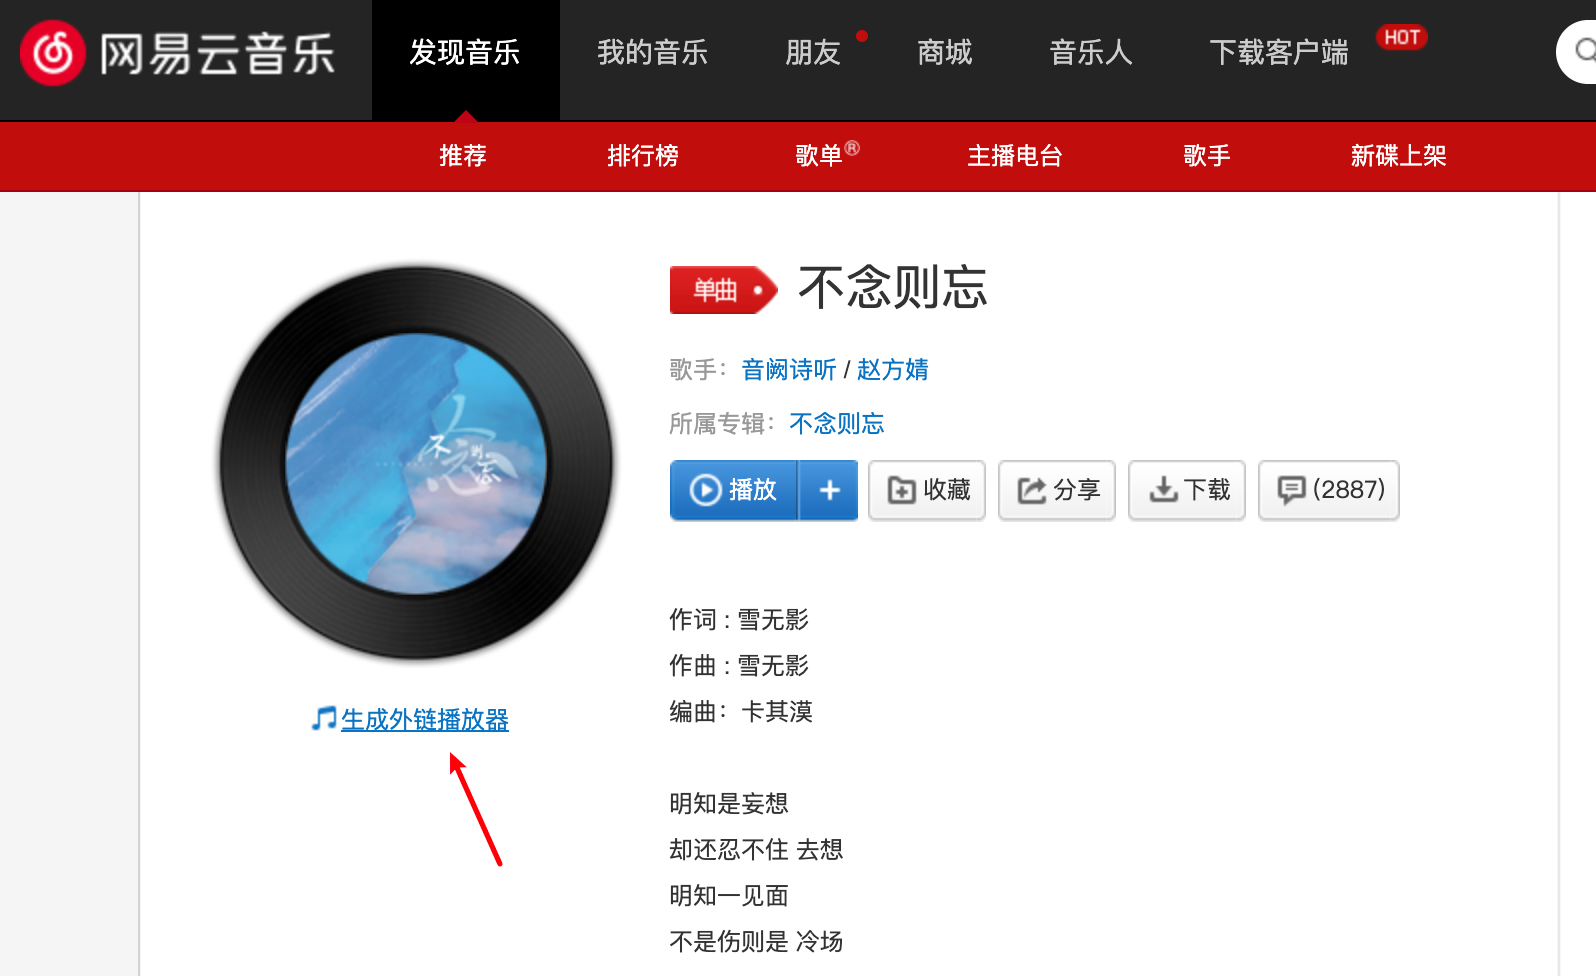 网易云音乐
发现音乐 我的音乐 朋友 商城 音乐人 下载客户端 HOT
推荐 排行榜 歌单® 主播电台 歌手 新碟上架
单曲 不念则忘
歌手：音阙诗听 / 赵方婧
所属专辑：不念则忘
播放 + 收藏 分享 下载 (2887)
作词 : 雪无影
作曲 : 雪无影
编曲：卡其漠
生成外链播放器
明知是妄想
却还忍不住 去想
明知一见面
不是伤则是 冷场